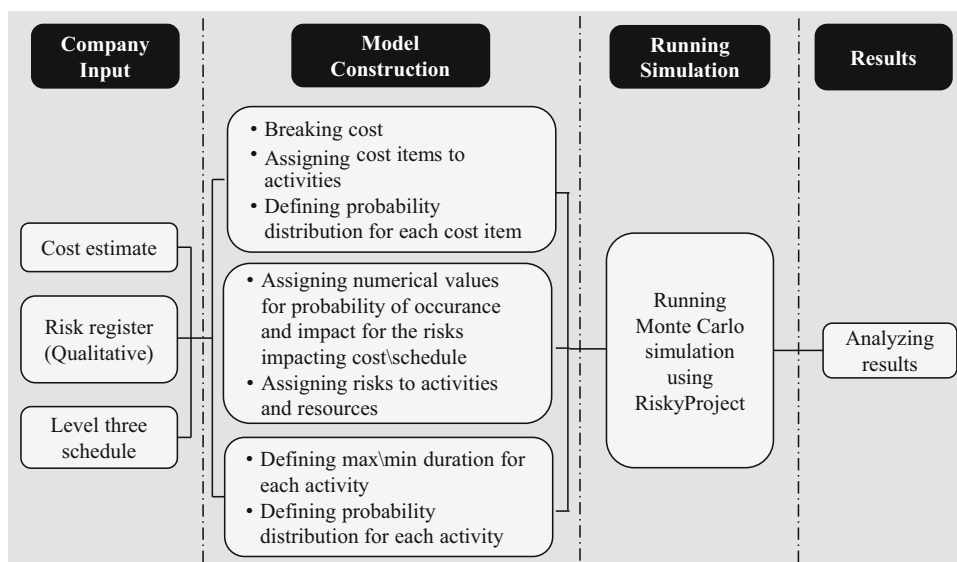 Company
Input
Model
Construction
Running
Simulation
Results
Cost estimate
Risk register
(Qualitative)
Level three
schedule
• Breaking cost
• Assigning cost items to
activities
• Defining probability
distribution for each cost item
• Assigning numerical values
for probability of occurance
and impact for the risks
impacting cost\schedule
• Assigning risks to activities
and resources
• Defining max\min duration for
each activity
• Defining probability
distribution for each activity
Running
Monte Carlo
simulation
using
RiskyProject
Analyzing
results